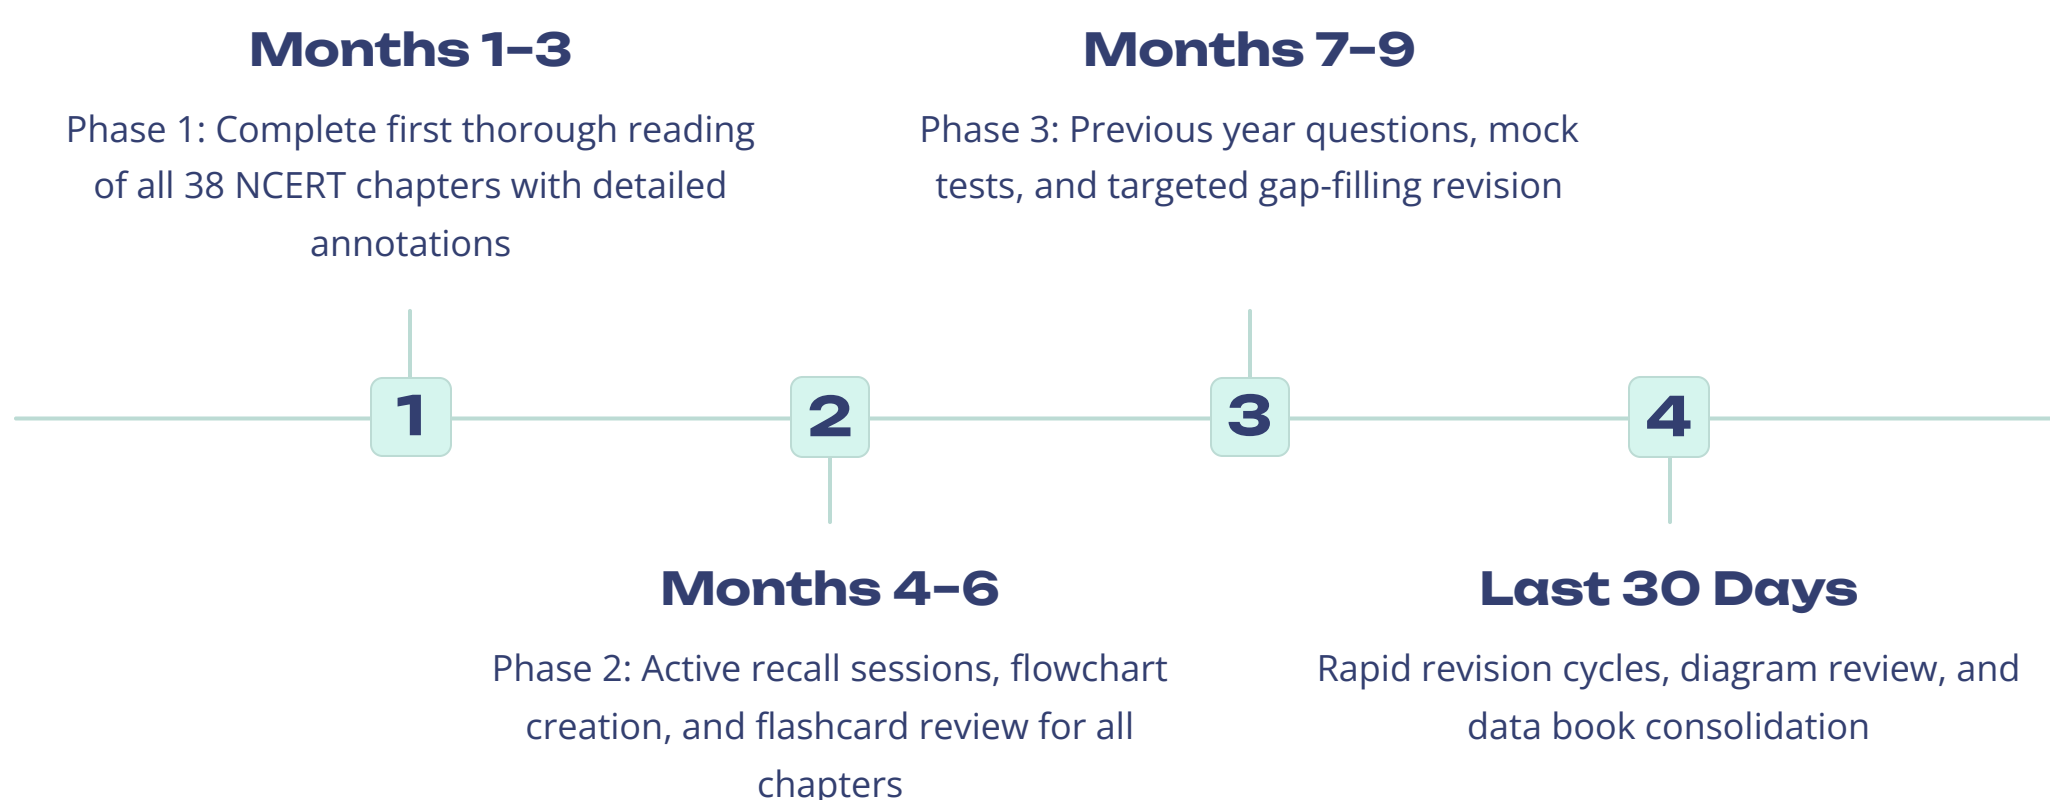 Months 1–3
Phase 1: Complete first thorough reading
of all 38 NCERT chapters with detailed
annotations
Months 7–9
Phase 3: Previous year questions, mock
tests, and targeted gap-filling revision
1
2
3
4
Months 4–6
Phase 2: Active recall sessions, flowchart
creation, and flashcard review for all
chapters
Last 30 Days
Rapid revision cycles, diagram review, and
data book consolidation